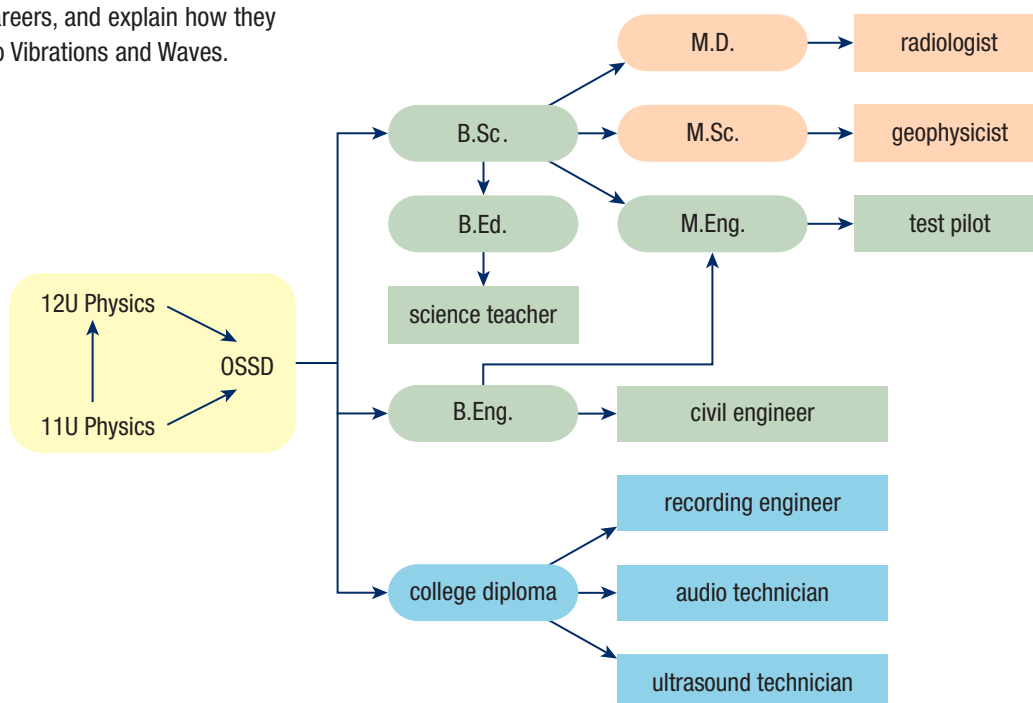 areers, and explain how they
o Vibrations and Waves.
M.D.
radiologist
B.Sc.
M.Sc.
geophysicist
B.Ed.
M.Eng.
test pilot
science teacher
12U Physics
OSSD
11U Physics
B.Eng.
civil engineer
recording engineer
college diploma
audio technician
ultrasound technician